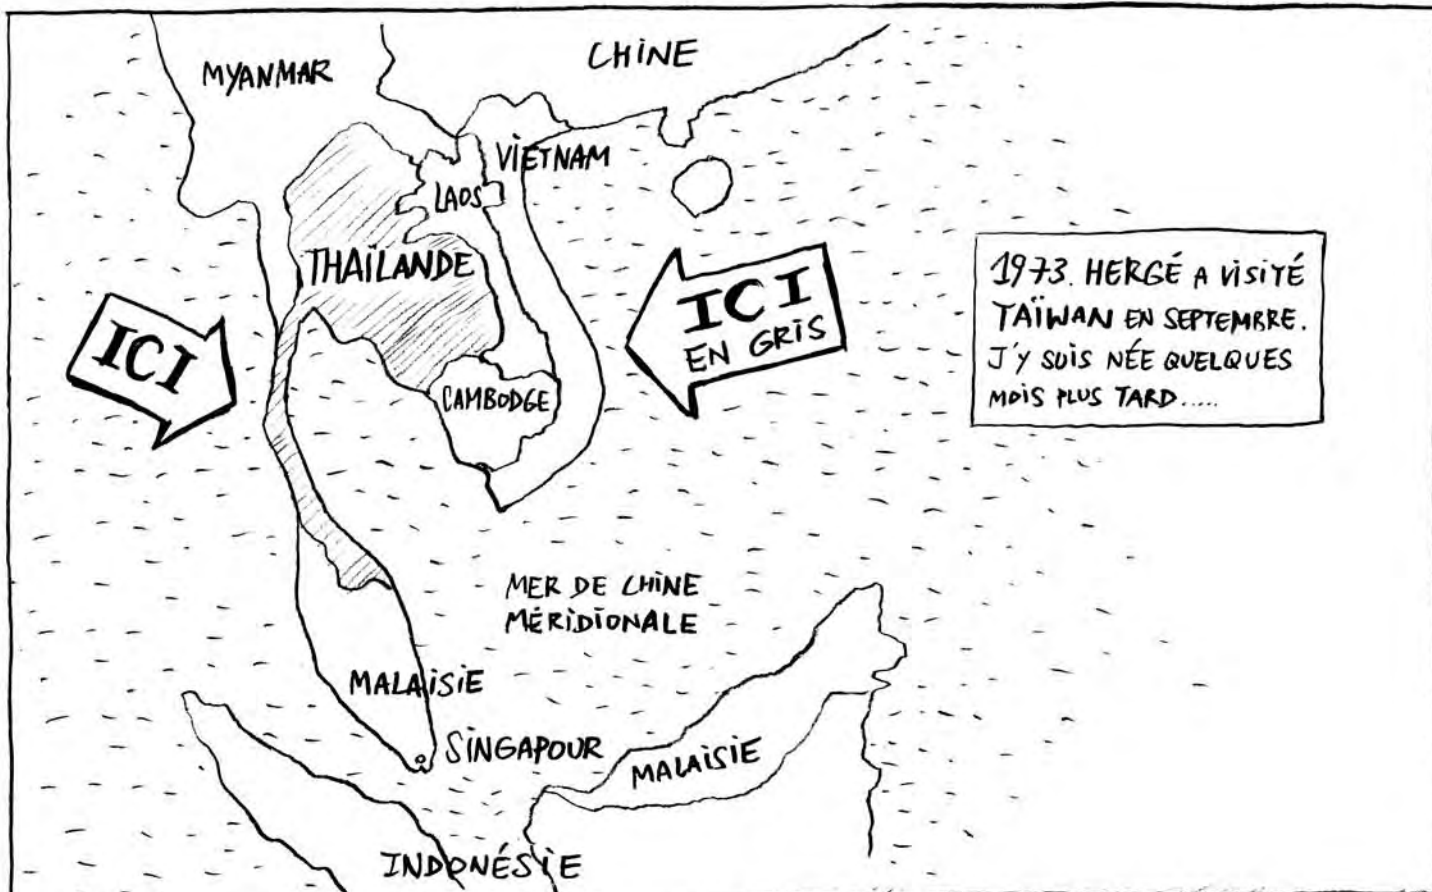 CHINE
MYANMAR
VIETNAM
LAOS
THAÏLANDE
ICI
EN GRIS
1973. HERGÉ A VISITÉ
TAÏWAN EN SEPTEMBRE.
J'Y SUIS NÉE QUELQUES
MOIS PLUS TARD.....
ICI
CAMBODGE
MER DE CHINE
MÉRIDIONALE
MALAISIE
SINGAPOUR
MALAISIE
INDONÉSIE